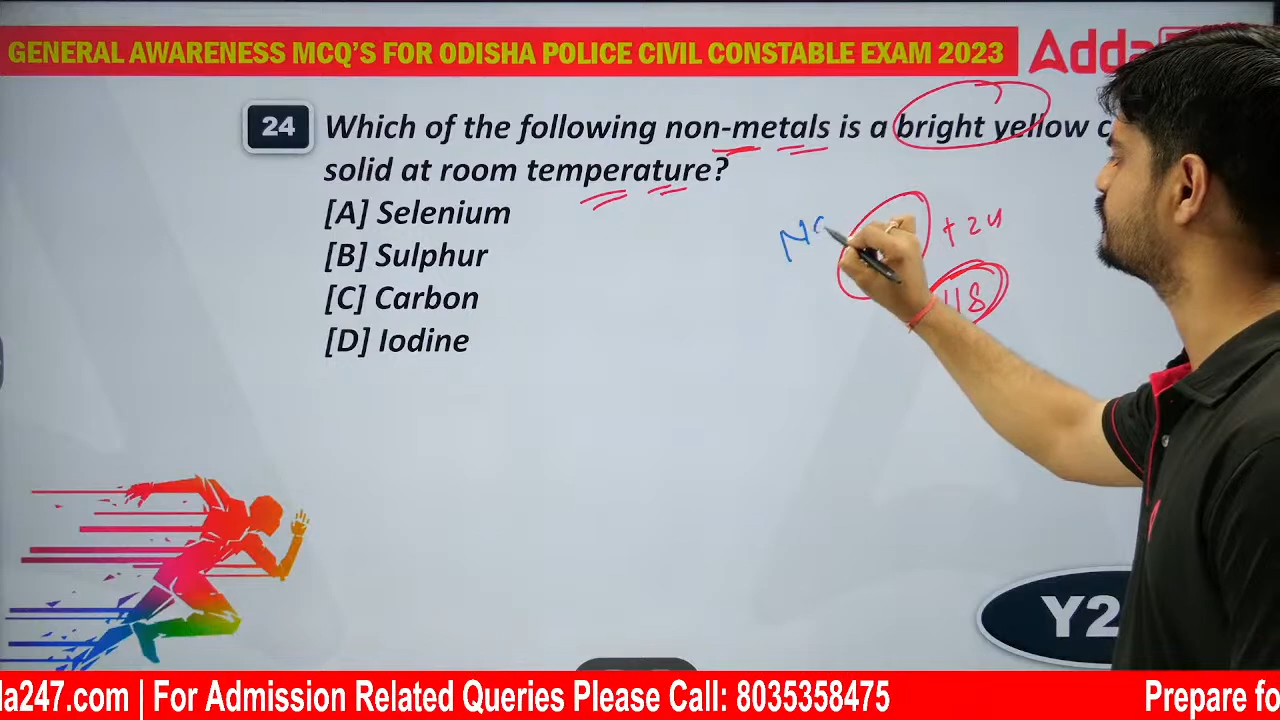 GENERAL AWARENESS MCQ'S FOR ODISHA POLICE CIVIL CONSTABLE EXAM 2023
Adda
24
Which of the following non-metals is a bright yellow
solid at room temperature?
[A] Selenium
[B] Sulphur
[C] Carbon
[D] Iodine
+24
118
Y2
da247.com | For Admission Related Queries Please Call: 8035358475
Prepare fo